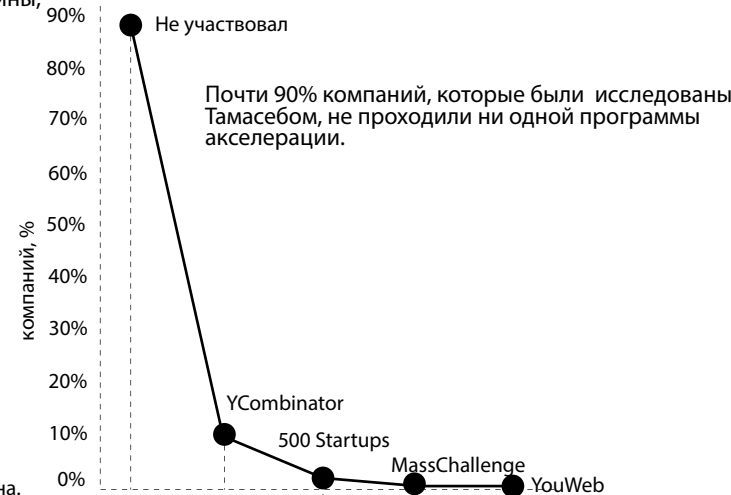 90%
Не участвовал
80%
Почти 90% компаний, которые были исследованы
Тамасебом, не проходили ни одной программы
акселерации.
70%
60%
50%
компаний, %
40%
30%
20%
YCombinator
10%
500 Startups
MassChallenge
0%
YouWeb